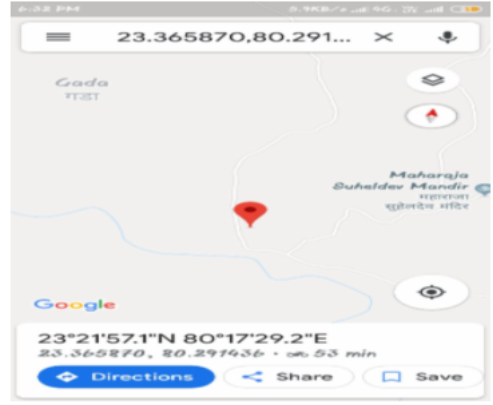 6:52 PM
23.365870,80.291...
Gada
गडा
Maharaja
Suheldev Mandir
महाराजा
सुहेलदेव मंदिर
Google
23°21'57.1"N 80°17'29.2"E
23.365870, 80.291436 · 53 min
Directions
Share
Save